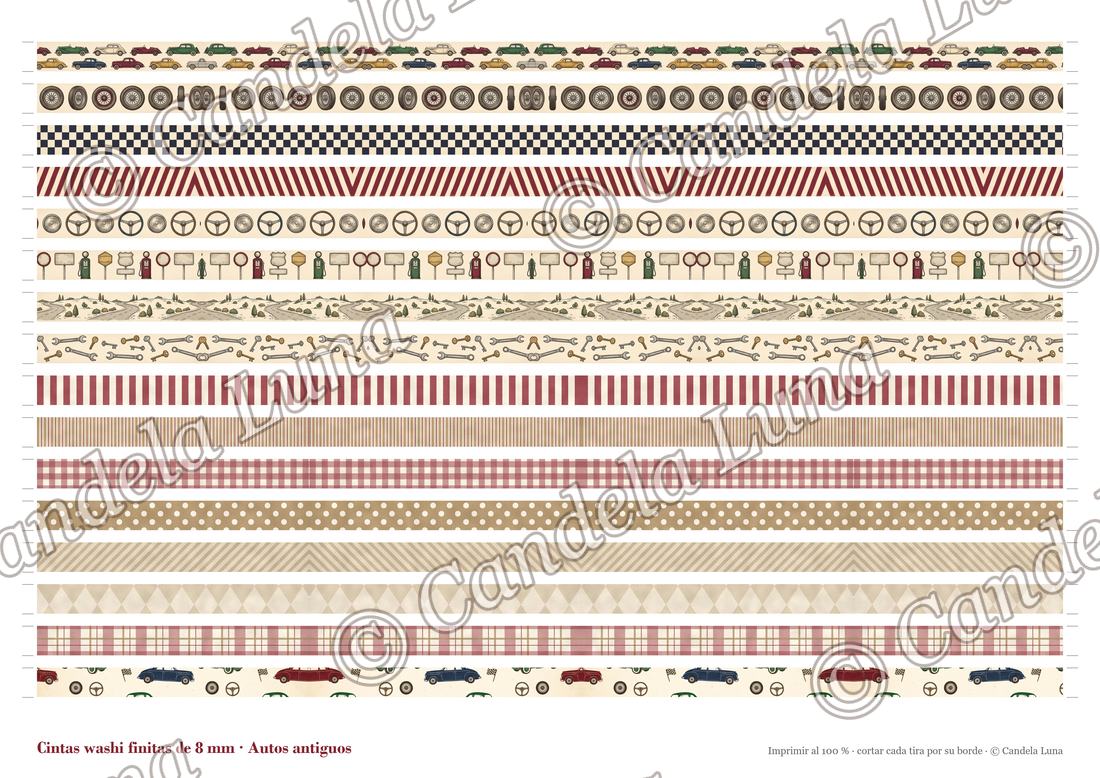 © Candela Luna
© Candela Luna
© Candela Luna
© Candela Luna
Cintas washi finitas de 8 mm · Autos antiguos
Imprimir al 100 % · cortar cada tira por su borde · © Candela Luna